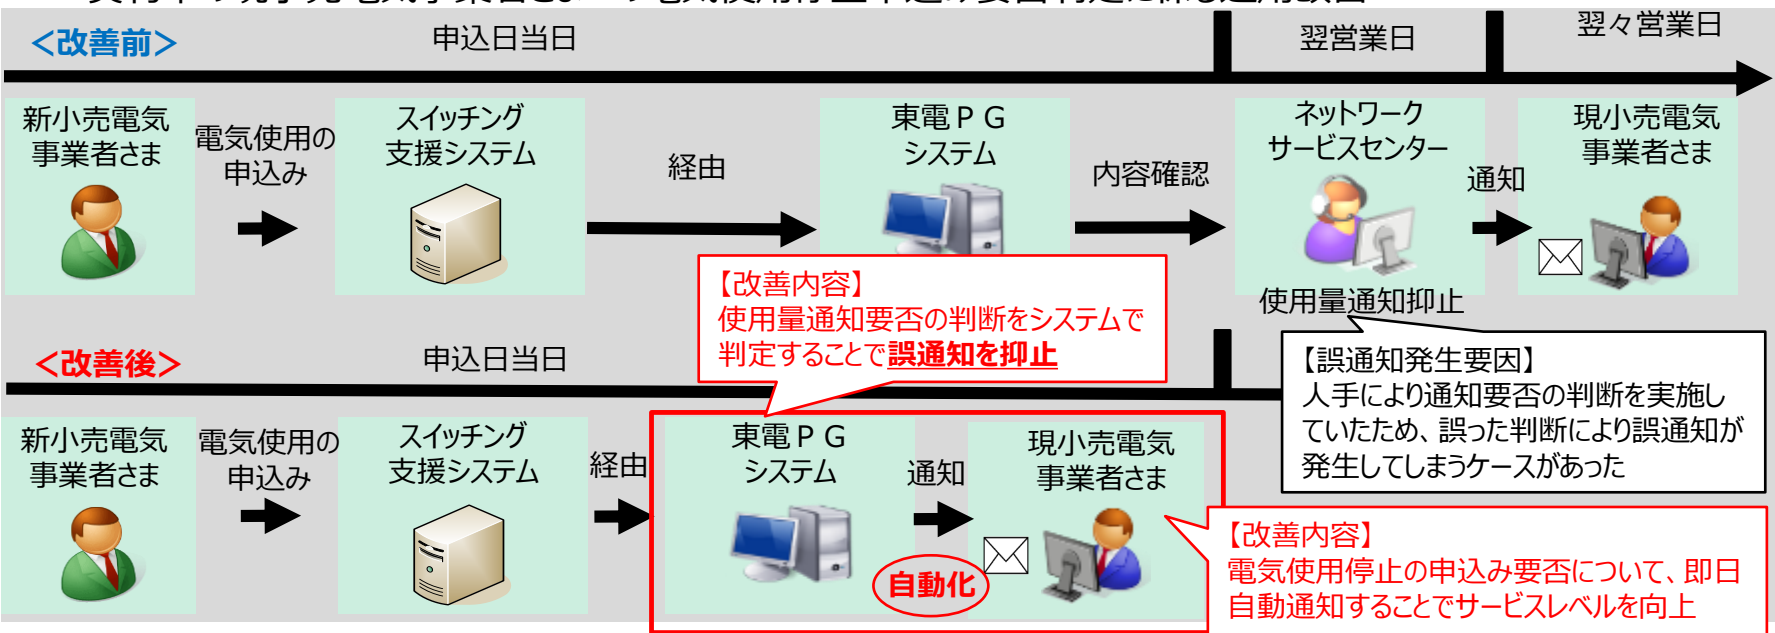 <改善前>
申込日当日
翌営業日
翌々営業日
新小売電気
事業者さま
電気使用の
申込み
スイッチング
支援システム
経由
東電ＰＧ
システム
内容確認
ネットワーク
サービスセンター
使用量通知抑止
通知
現小売電気
事業者さま
【改善内容】
使用量通知要否の判断をシステムで
判定することで誤通知を抑止
【誤通知発生要因】
人手により通知要否の判断を実施し
ていたため、誤った判断により誤通知が
発生してしまうケースがあった
<改善後>
申込日当日
新小売電気
事業者さま
電気使用の
申込み
スイッチング
支援システム
経由
東電ＰＧ
システム
通知
自動化
現小売電気
事業者さま
【改善内容】
電気使用停止の申込み要否について、即日
自動通知することでサービスレベルを向上